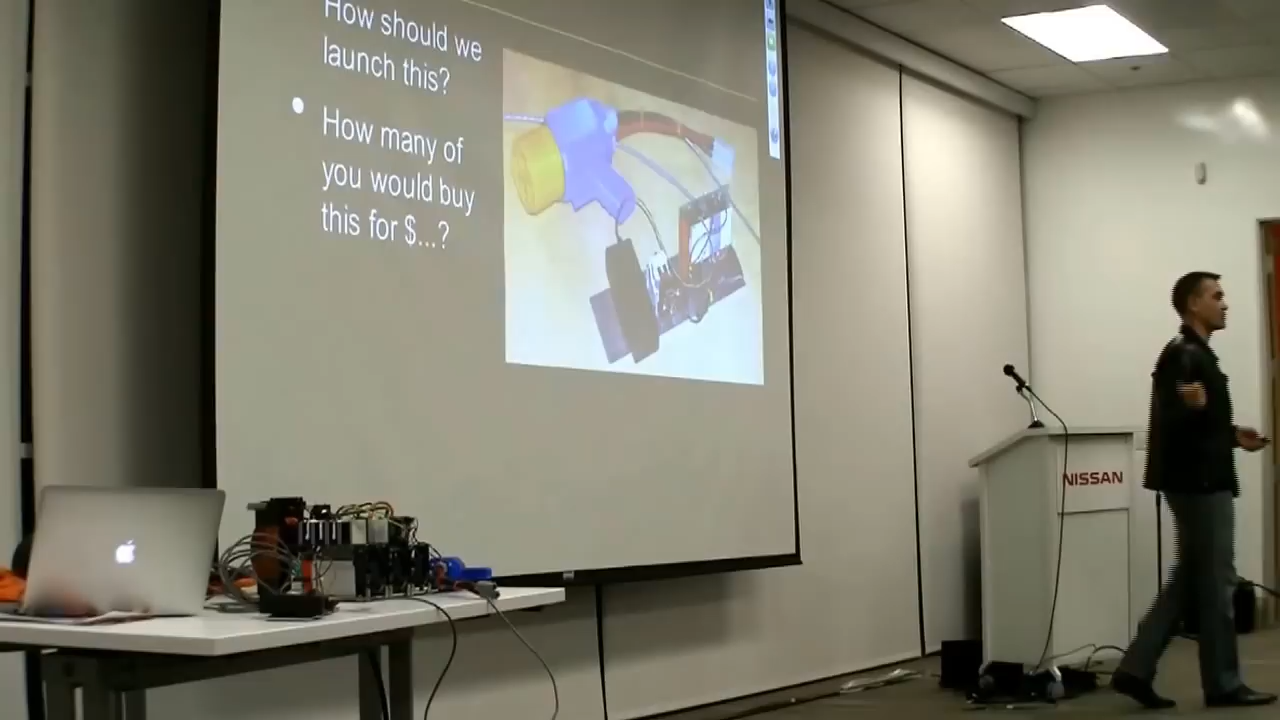 How should we
launch this?
How many of
you would buy
this for $...?
NISSAN